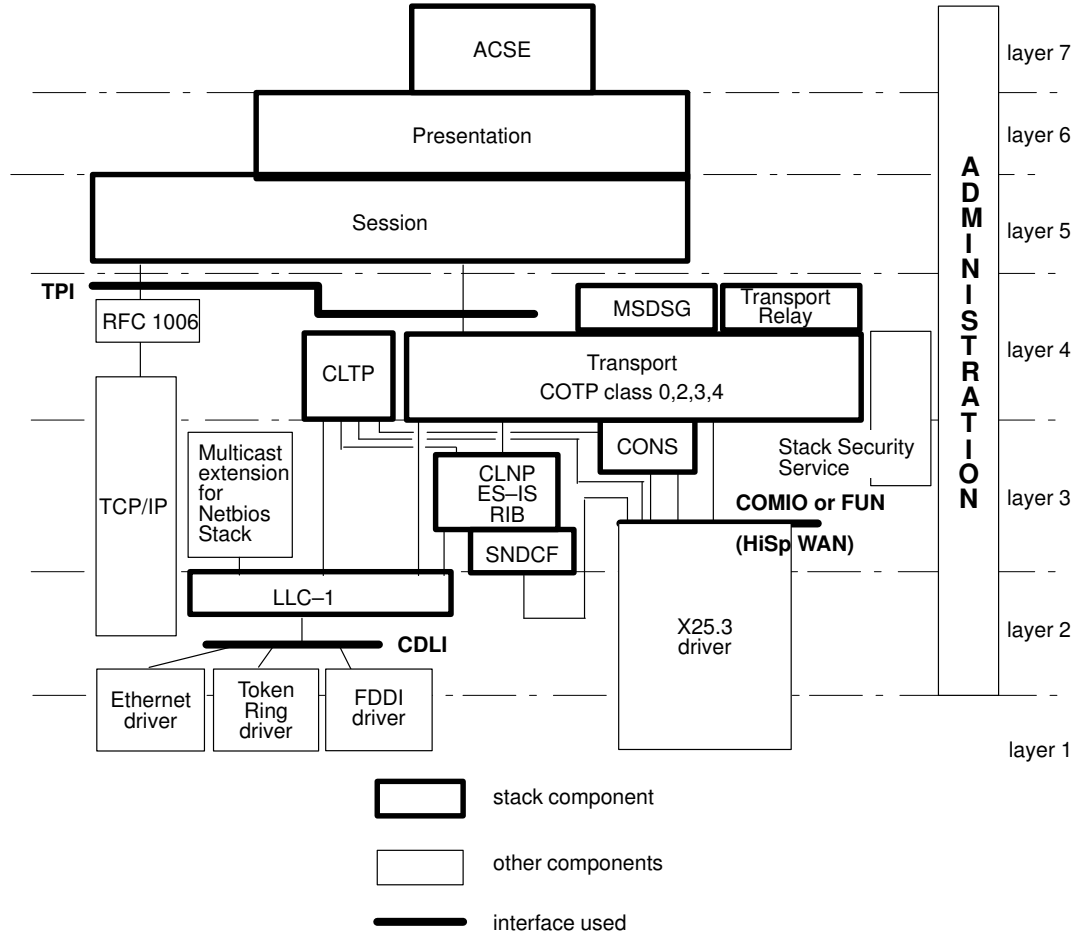 ACSE
layer 7
Presentation
layer 6
Session
layer 5
ADMINISTRATION
TPI
RFC 1006
MSDSG
Transport
Relay
CLTP
Transport
COTP class 0,2,3,4
layer 4
TCP/IP
Multicast
extension
for
Netbios
Stack
CLNP
ES–IS
RIB
SNDCF
CONS
Stack Security
Service
COMIO or FUN
(HiSp WAN)
layer 3
LLC–1
CDLI
X25.3
driver
layer 2
Ethernet
driver
Token
Ring
driver
FDDI
driver
layer 1
stack component
other components
interface used